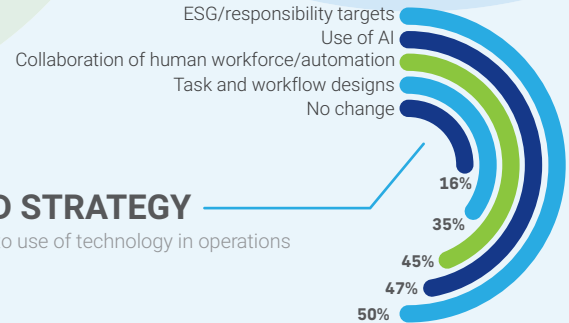 ESG/responsibility targets
Use of AI
Collaboration of human workforce/automation
Task and workflow designs
No change
16%
D STRATEGY
35%
o use of technology in operations
45%
47%
50%